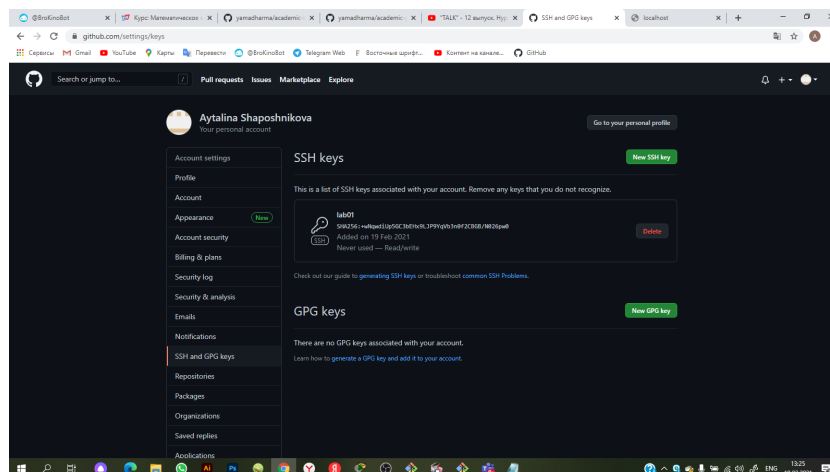 @BroKinoBot
Курс: Математическое
yamadharma/academic
yamadharma/academic
"TALK" - 12 выпуск. Нур
SSH and GPG keys
localhost
github.com/settings/keys
Сервисы Gmail YouTube Карты Перевести @BroKinoBot Telegram Web Восточные шрифт... Контент на канале... GitHub
Search or jump to... / Pull requests Issues Marketplace Explore
Aytalina Shaposhnikova
Your personal account
Go to your personal profile
Account settings
Profile
Account
Appearance New
Account security
Billing & plans
Security log
Security & analysis
Emails
Notifications
SSH and GPG keys
Repositories
Packages
Organizations
Saved replies
Applications
SSH keys
New SSH key
This is a list of SSH keys associated with your account. Remove any keys that you do not recognize.
lab01
SSH
Added on 19 Feb 2021
Never used — Read/write
Delete
Check out our guide to generating SSH keys or troubleshoot common SSH Problems.
GPG keys
New GPG key
There are no GPG keys associated with your account.
Learn how to generate a GPG key and add it to your account.
ENG
13:25